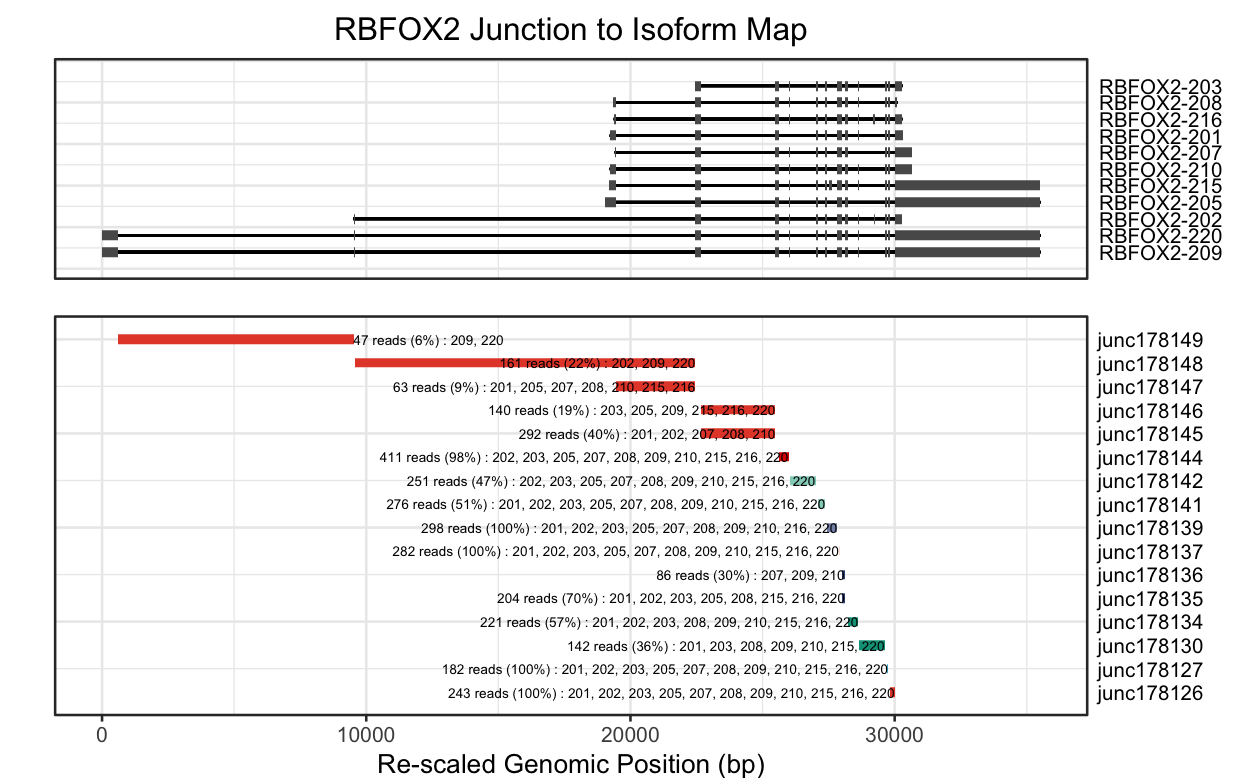 RBFOX2 Junction to Isoform Map
RBFOX2-203
RBFOX2-208
RBFOX2-216
RBFOX2-201
RBFOX2-207
RBFOX2-210
RBFOX2-215
RBFOX2-205
RBFOX2-202
RBFOX2-220
RBFOX2-209
47 reads (6%) : 209, 220 junc178149
161 reads (22%) : 202, 209, 220 junc178148
63 reads (9%) : 201, 205, 207, 208, 210, 215, 216 junc178147
140 reads (19%) : 203, 205, 209, 215, 216, 220 junc178146
292 reads (40%) : 201, 202, 207, 208, 210 junc178145
411 reads (98%) : 202, 203, 205, 207, 208, 209, 210, 215, 216, 220 junc178144
251 reads (47%) : 202, 203, 205, 207, 208, 209, 210, 215, 216, 220 junc178142
276 reads (51%) : 201, 202, 203, 205, 207, 208, 209, 210, 215, 216, 220 junc178141
298 reads (100%) : 201, 202, 203, 205, 207, 208, 209, 210, 216, 220 junc178139
282 reads (100%) : 201, 202, 203, 205, 207, 208, 209, 210, 215, 216, 220 junc178137
86 reads (30%) : 207, 209, 210 junc178136
204 reads (70%) : 201, 202, 203, 205, 208, 215, 216, 220 junc178135
221 reads (57%) : 201, 202, 203, 208, 209, 210, 215, 216, 220 junc178134
142 reads (36%) : 201, 203, 208, 209, 210, 215, 220 junc178130
182 reads (100%) : 201, 202, 203, 205, 207, 208, 209, 210, 215, 216, 220 junc178127
243 reads (100%) : 201, 202, 203, 205, 207, 208, 209, 210, 215, 216, 220 junc178126
0 10000 20000 30000
Re-scaled Genomic Position (bp)